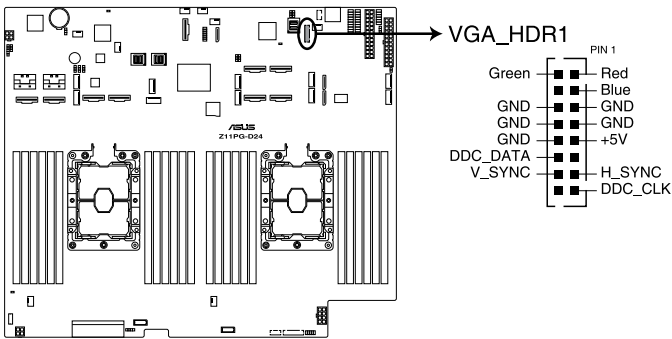 VGA_HDR1
PIN 1
Green Red
Blue
GND GND
GND GND
GND +5V
DDC_DATA
V_SYNC H_SYNC
DDC_CLK
ASUS
Z11PG-D24